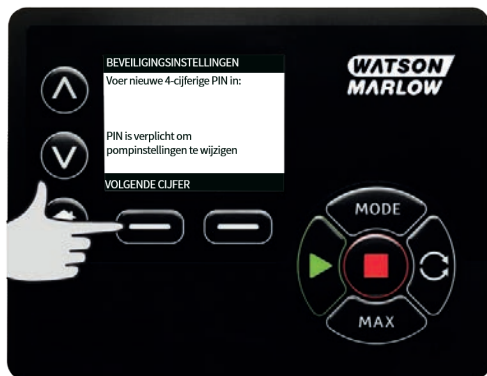 BEVEILIGINGSINSTELLINGEN
Voer nieuwe 4-cijferige PIN in:
PIN is verplicht om
pompinstellingen te wijzigen
VOLGENDE CIJFER
WATSON
MARLOW
MODE
MAX